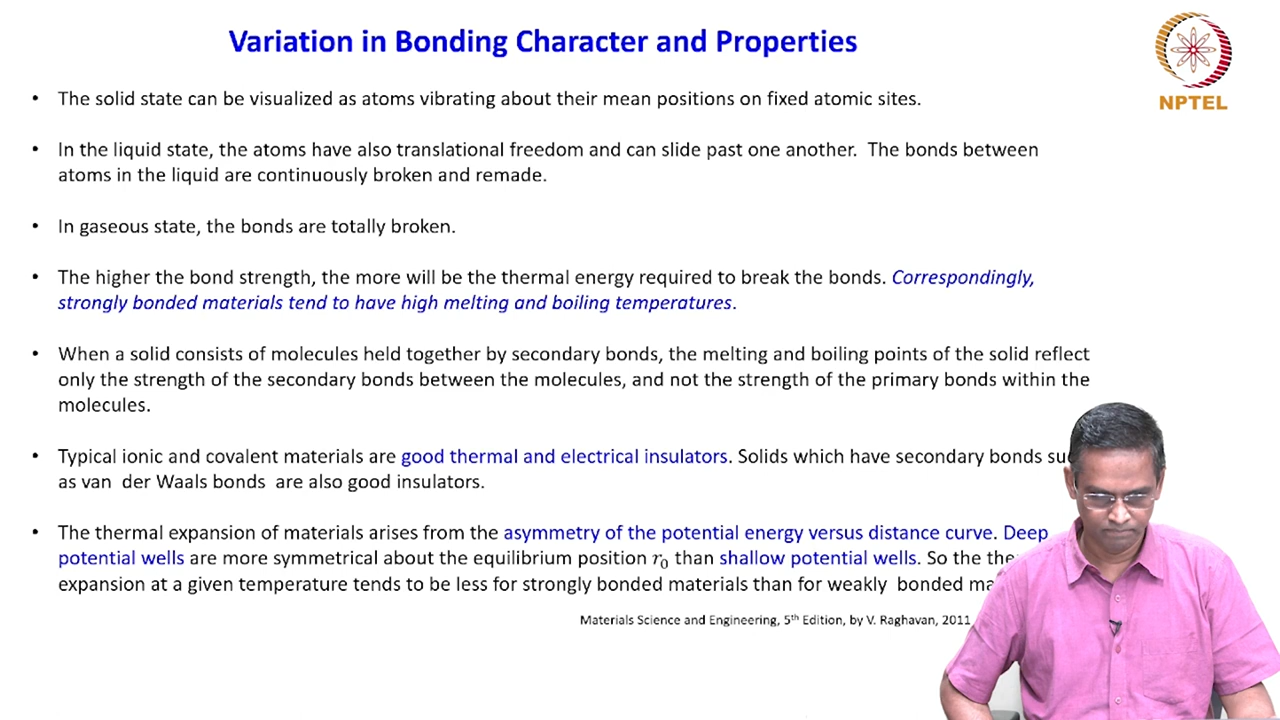 Variation in Bonding Character and Properties
NPTEL
• The solid state can be visualized as atoms vibrating about their mean positions on fixed atomic sites.
• In the liquid state, the atoms have also translational freedom and can slide past one another. The bonds between
atoms in the liquid are continuously broken and remade.
• In gaseous state, the bonds are totally broken.
• The higher the bond strength, the more will be the thermal energy required to break the bonds. Correspondingly,
strongly bonded materials tend to have high melting and boiling temperatures.
• When a solid consists of molecules held together by secondary bonds, the melting and boiling points of the solid reflect
only the strength of the secondary bonds between the molecules, and not the strength of the primary bonds within the
molecules.
• Typical ionic and covalent materials are good thermal and electrical insulators. Solids which have secondary bonds
as van der Waals bonds are also good insulators.
• The thermal expansion of materials arises from the asymmetry of the potential energy versus distance curve. Deep
potential wells are more symmetrical about the equilibrium position r₀ than shallow potential wells. So the
expansion at a given temperature tends to be less for strongly bonded materials than for weakly bonded
Materials Science and Engineering, 5th Edition, by V. Raghavan, 2011